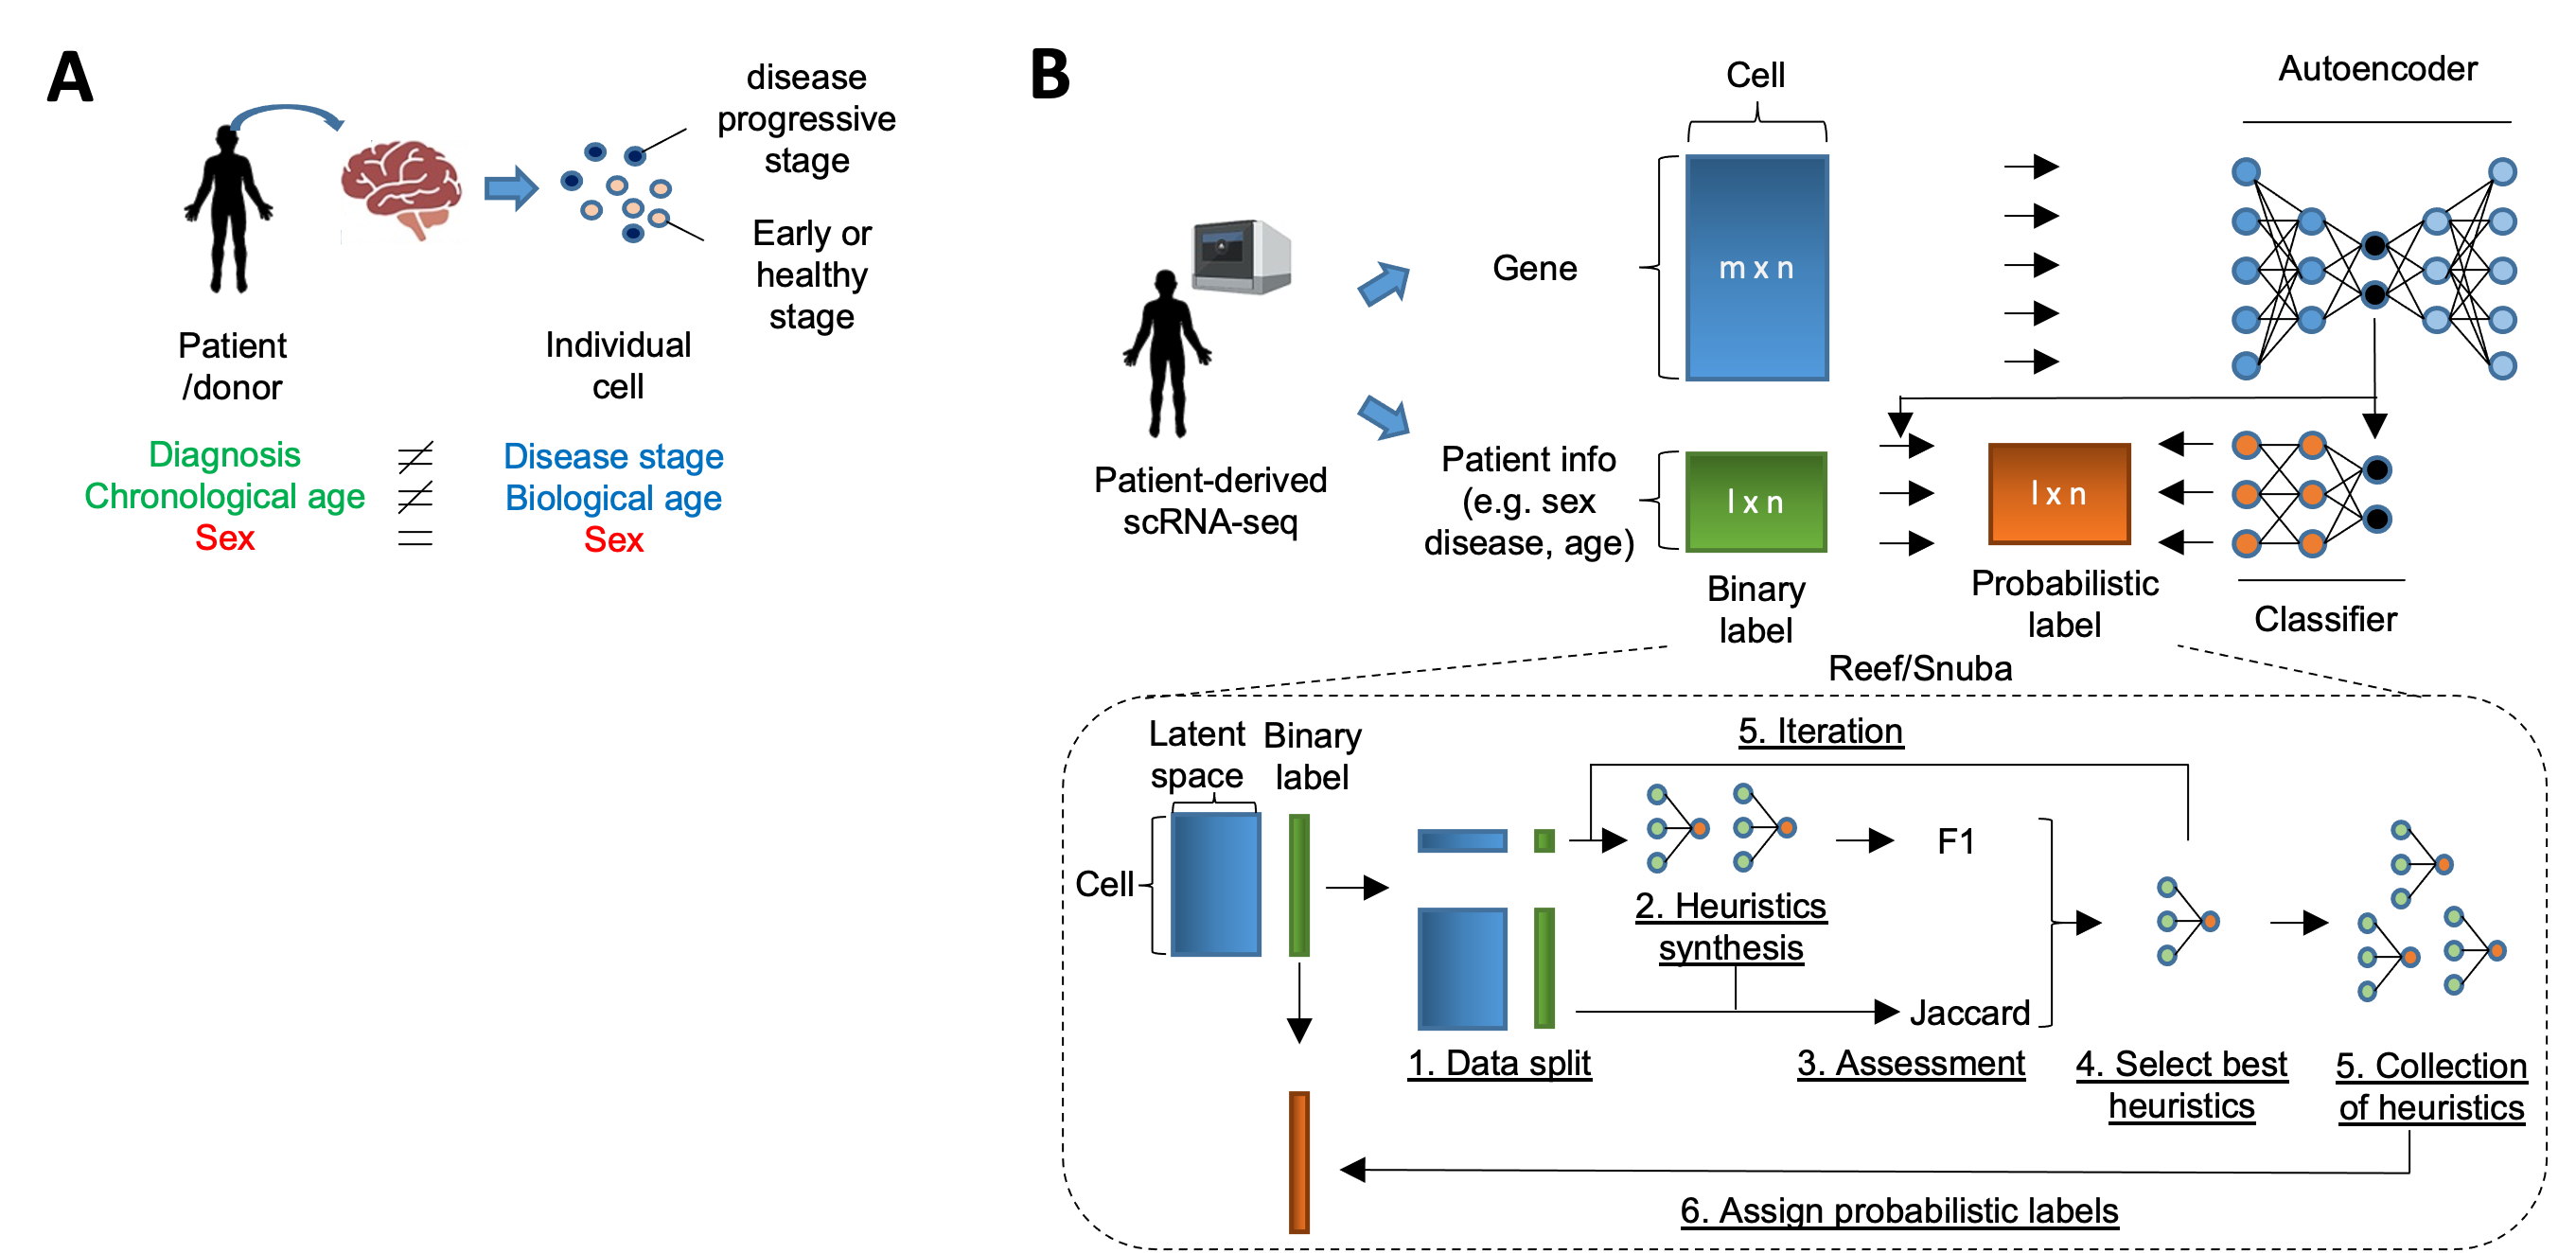 A
disease
progressive
stage
Early or
healthy
stage
Patient
/donor
Individual
cell
Diagnosis
≠
Disease stage
Chronological age
≠
Biological age
Sex
=
Sex
B
Cell
Autoencoder
Gene
m x n
Patient-derived
scRNA-seq
Patient info
(e.g. sex
disease, age)
l x n
l x n
Binary
label
Probabilistic
label
Classifier
Reef/Snuba
Latent
space
Binary
label
5. Iteration
Cell
F1
2. Heuristics
synthesis
Jaccard
1. Data split
3. Assessment
4. Select best
heuristics
5. Collection
of heuristics
6. Assign probabilistic labels